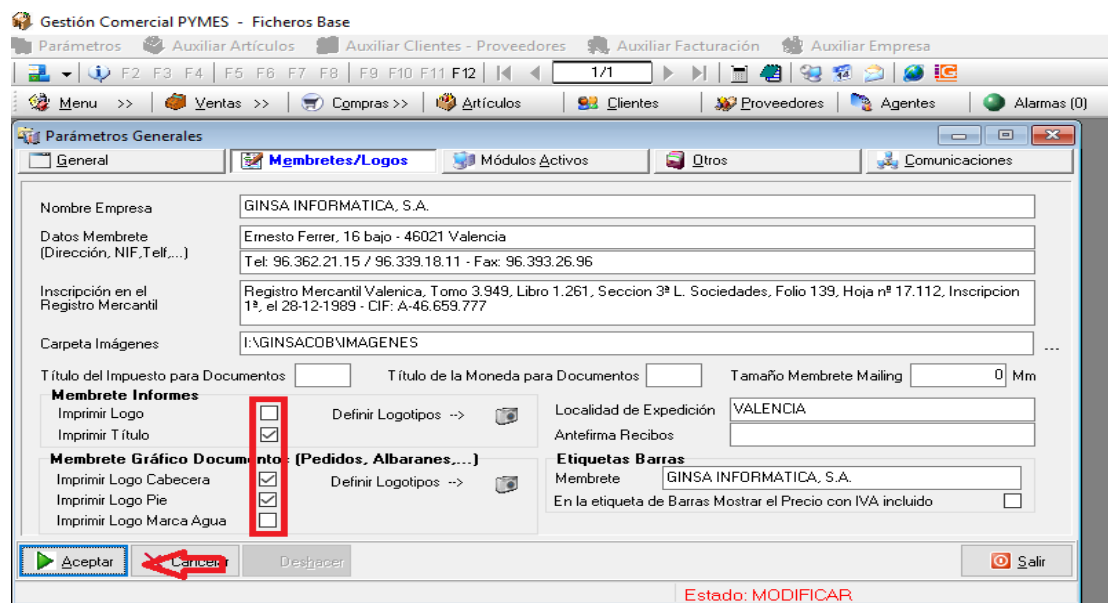 Gestión Comercial PYMES - Ficheros Base
Parámetros Auxiliar Artículos Auxiliar Clientes - Proveedores Auxiliar Facturación Auxiliar Empresa
F2 F3 F4 F5 F6 F7 F8 F9 F10 F11 F12 1/1
Menu >> Ventas >> Compras >> Artículos Clientes Proveedores Agentes Alarmas (0)
Parámetros Generales
General Membretes/Logos Módulos Activos Otros Comunicaciones
Nombre Empresa GINSA INFORMATICA, S.A.
Datos Membrete Ernesto Ferrer, 16 bajo - 46021 Valencia
(Dirección, NIF,Telf,...) Tel: 96.362.21.15 / 96.339.18.11 - Fax: 96.393.26.96
Inscripción en el Registro Mercantil Valenica, Tomo 3.949, Libro 1.261, Seccion 3ª L. Sociedades, Folio 139, Hoja nª 17.112, Inscripcion
Registro Mercantil 1ª, el 28-12-1989 - CIF: A-46.659.777
Carpeta Imágenes I:\GINSACOB\IMAGENES ...
Título del Impuesto para Documentos Título de la Moneda para Documentos Tamaño Membrete Mailing 0 Mm
Membrete Informes
Imprimir Logo Definir Logotipos --> Localidad de Expedición VALENCIA
Imprimir Título Antefirma Recibos
Membrete Gráfico Documentos (Pedidos, Albaranes,...) Etiquetas Barras
Imprimir Logo Cabecera Definir Logotipos --> Membrete GINSA INFORMATICA, S.A.
Imprimir Logo Pie En la etiqueta de Barras Mostrar el Precio con IVA incluido
Imprimir Logo Marca Agua
Aceptar Cancelar Deshacer Salir
Estado: MODIFICAR